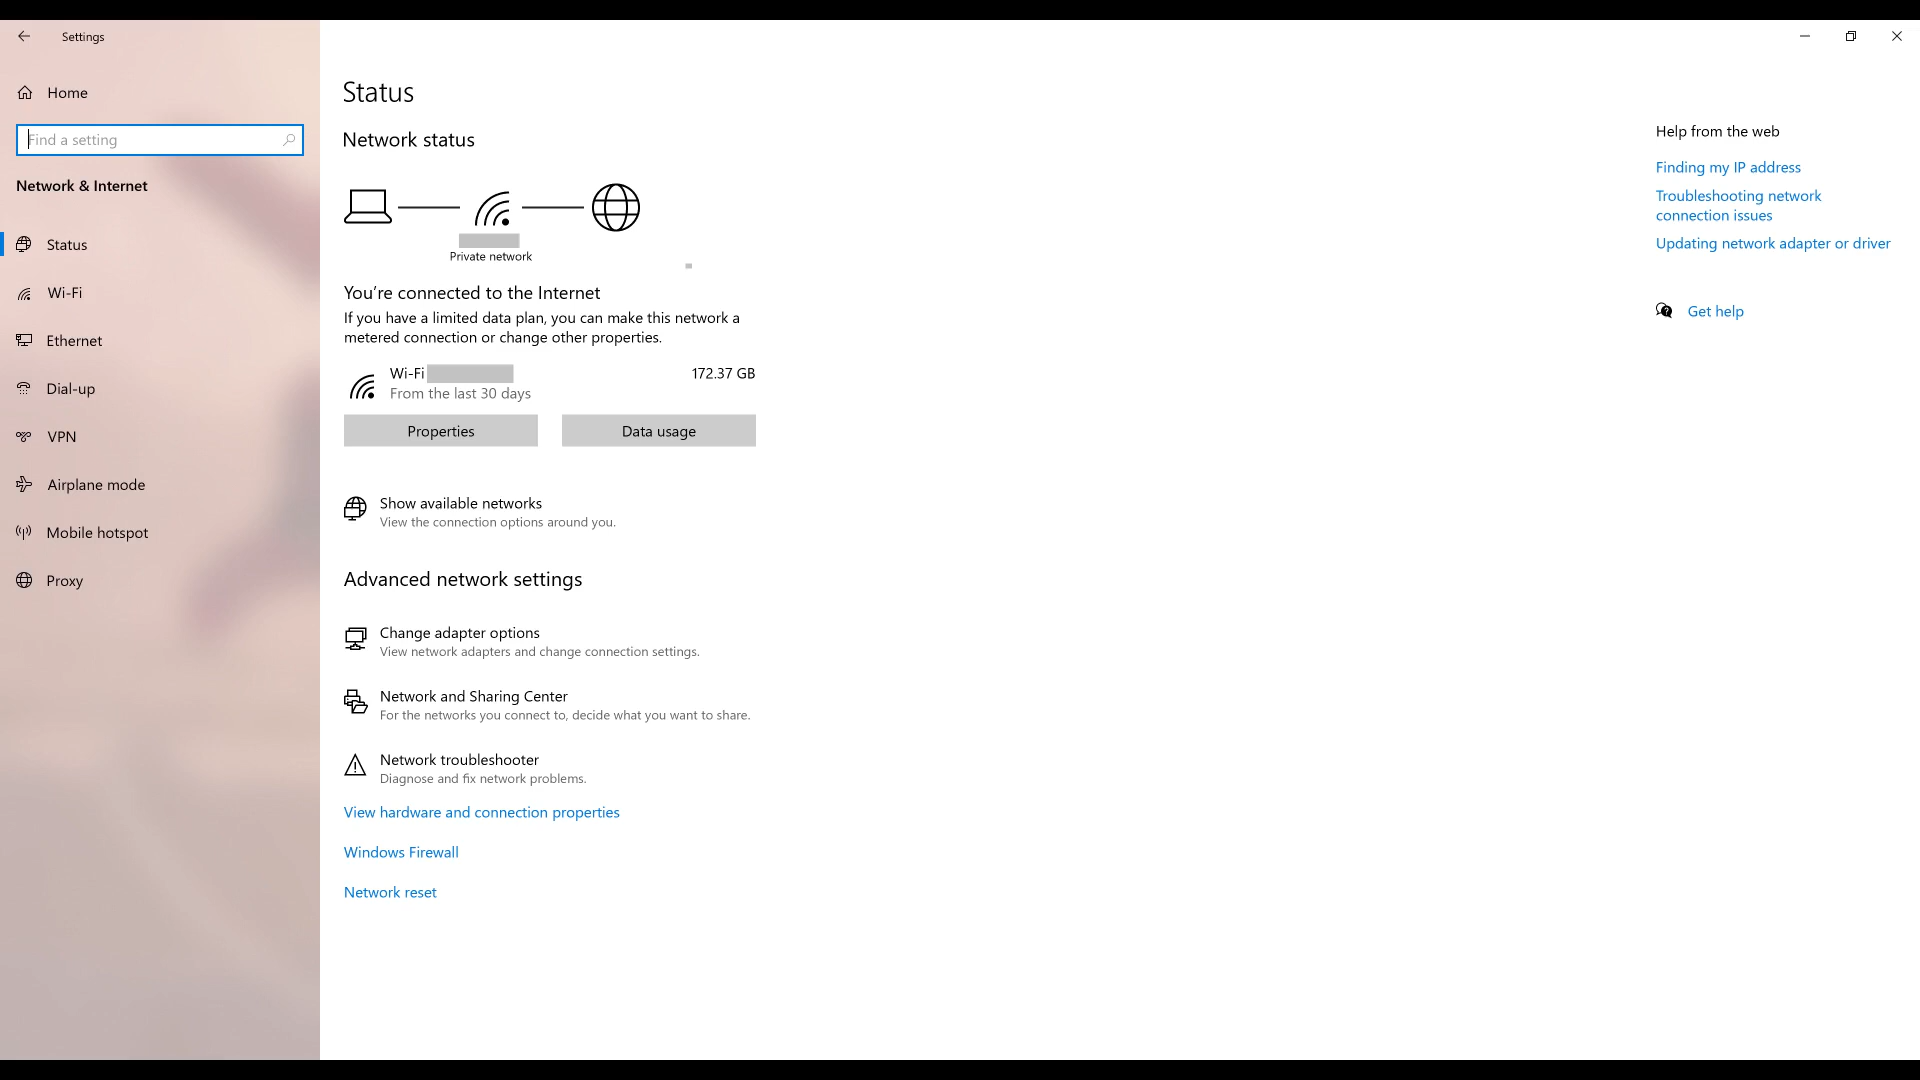 Settings
Home
Find a setting
Network & Internet
Status
Wi-Fi
Ethernet
Dial-up
VPN
Airplane mode
Mobile hotspot
Proxy
Status
Network status
Private network
You're connected to the Internet
If you have a limited data plan, you can make this network a
metered connection or change other properties.
Wi-Fi
172.37 GB
From the last 30 days
Properties
Data usage
Show available networks
View the connection options around you.
Advanced network settings
Change adapter options
View network adapters and change connection settings.
Network and Sharing Center
For the networks you connect to, decide what you want to share.
Network troubleshooter
Diagnose and fix network problems.
View hardware and connection properties
Windows Firewall
Network reset
Help from the web
Finding my IP address
Troubleshooting network
connection issues
Updating network adapter or driver
Get help